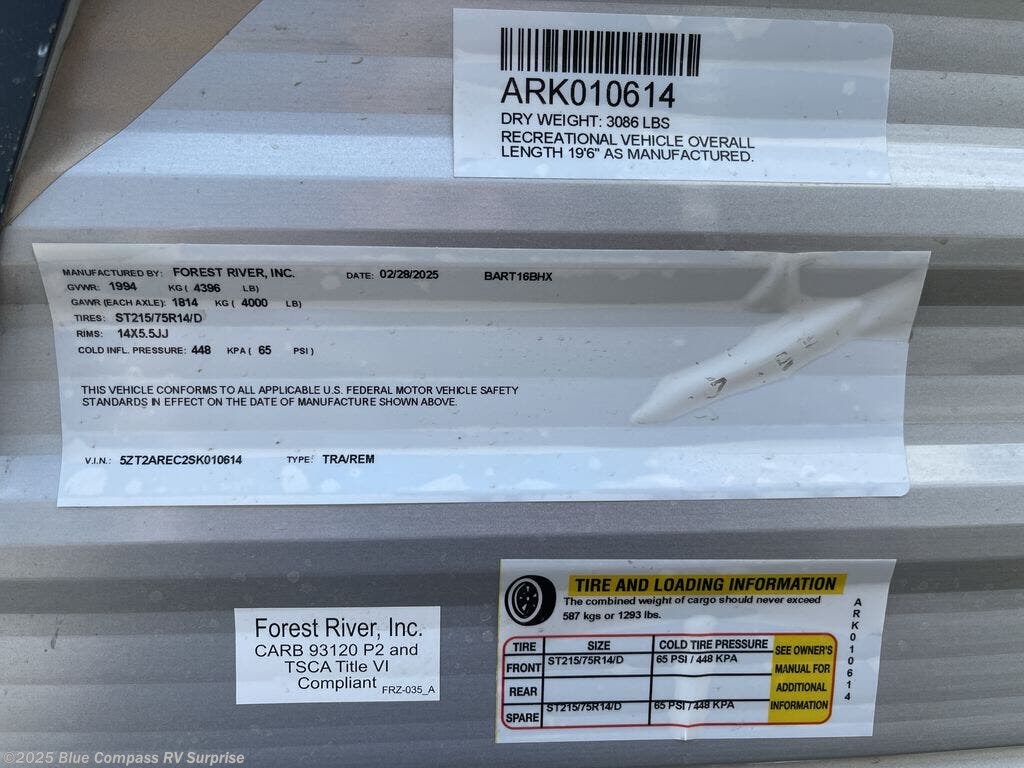 ARK010614
DRY WEIGHT: 3086 LBS
RECREATIONAL VEHICLE OVERALL
LENGTH 19'6" AS MANUFACTURED.
MANUFACTURED BY: FOREST RIVER, INC. DATE: 02/28/2025 BART16BHX
GVWR: 1994 KG ( 4396 LB)
GAWR (EACH AXLE): 1814 KG ( 4000 LB)
TIRES: ST215/75R14/D
RIMS: 14X5.5JJ
COLD INFL. PRESSURE: 448 KPA ( 65 PSI )
THIS VEHICLE CONFORMS TO ALL APPLICABLE U.S. FEDERAL MOTOR VEHICLE SAFETY
STANDARDS IN EFFECT ON THE DATE OF MANUFACTURE SHOWN ABOVE.
V.I.N.: 5ZT2AREC2SK010614 TYPE: TRA/REM
Forest River, Inc.
CARB 93120 P2 and
TSCA Title VI
Compliant FRZ-035_A
TIRE AND LOADING INFORMATION
The combined weight of cargo should never exceed
587 kgs or 1293 lbs.
TIRE SIZE COLD TIRE PRESSURE
FRONT ST215/75R14/D 65 PSI / 448 KPA
REAR
SPARE ST215/75R14/D 65 PSI / 448 KPA
SEE OWNER'S
MANUAL FOR
ADDITIONAL
INFORMATION
ARK010614
©2025 Blue Compass RV Surprise